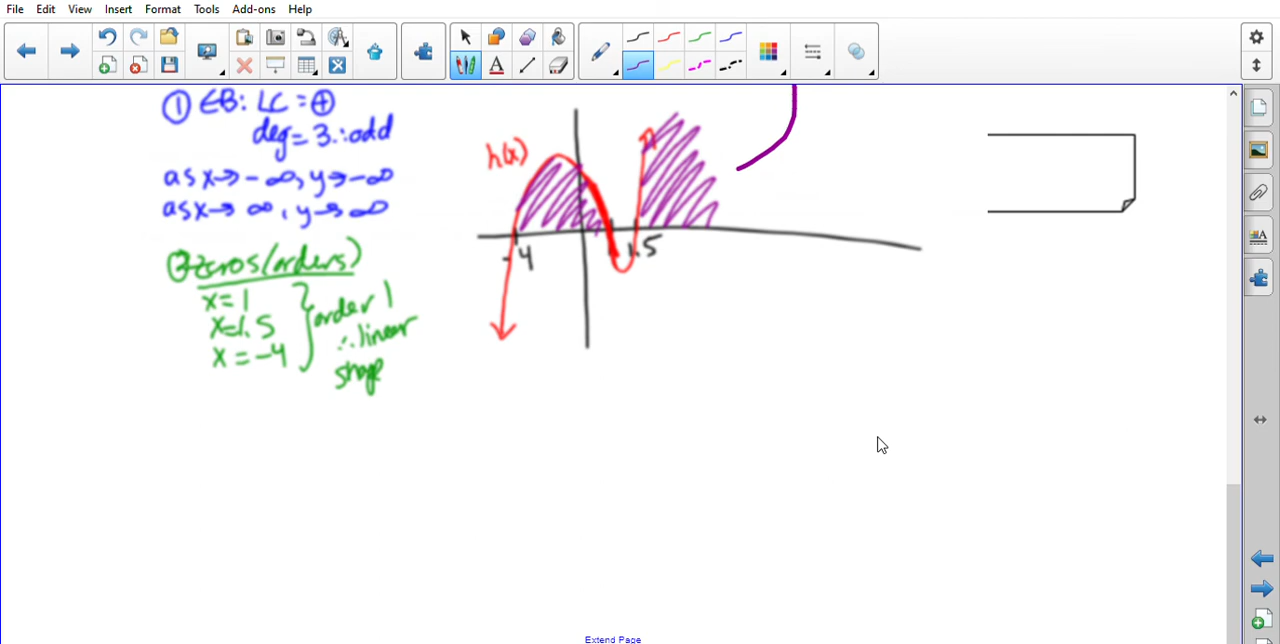 File Edit View Insert Format Tools Add-ons Help
① EB: LC = ⊕
deg = 3 ∴ odd
as x→ -∞, y→ -∞
as x→ ∞, y→ ∞
② zeros (orders)
x = 1
x=1.5
x = -4
order 1
∴ linear
shape
h(x)
-4
1.5
Extend Page